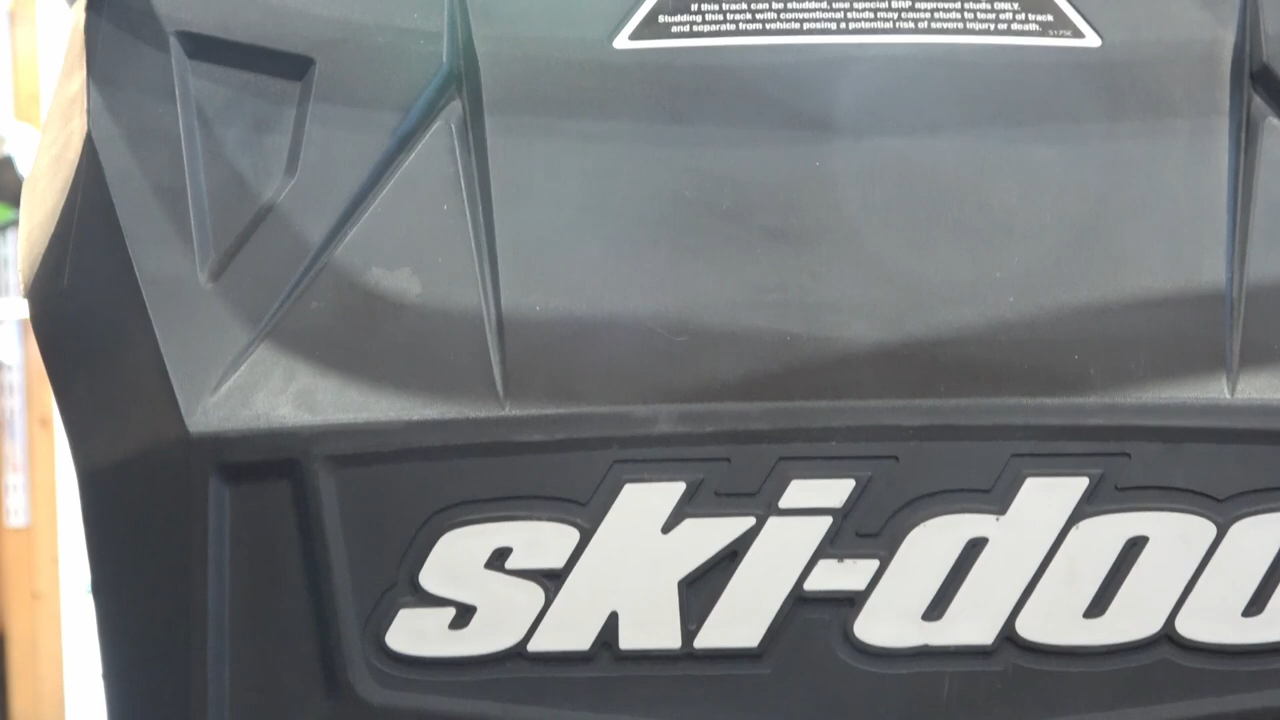 If this track can be studded, use special BRP approved studs ONLY.
Studding this track with conventional studs may cause studs to tear off of track
and separate from vehicle posing a potential risk of severe injury or death.
ski-doo